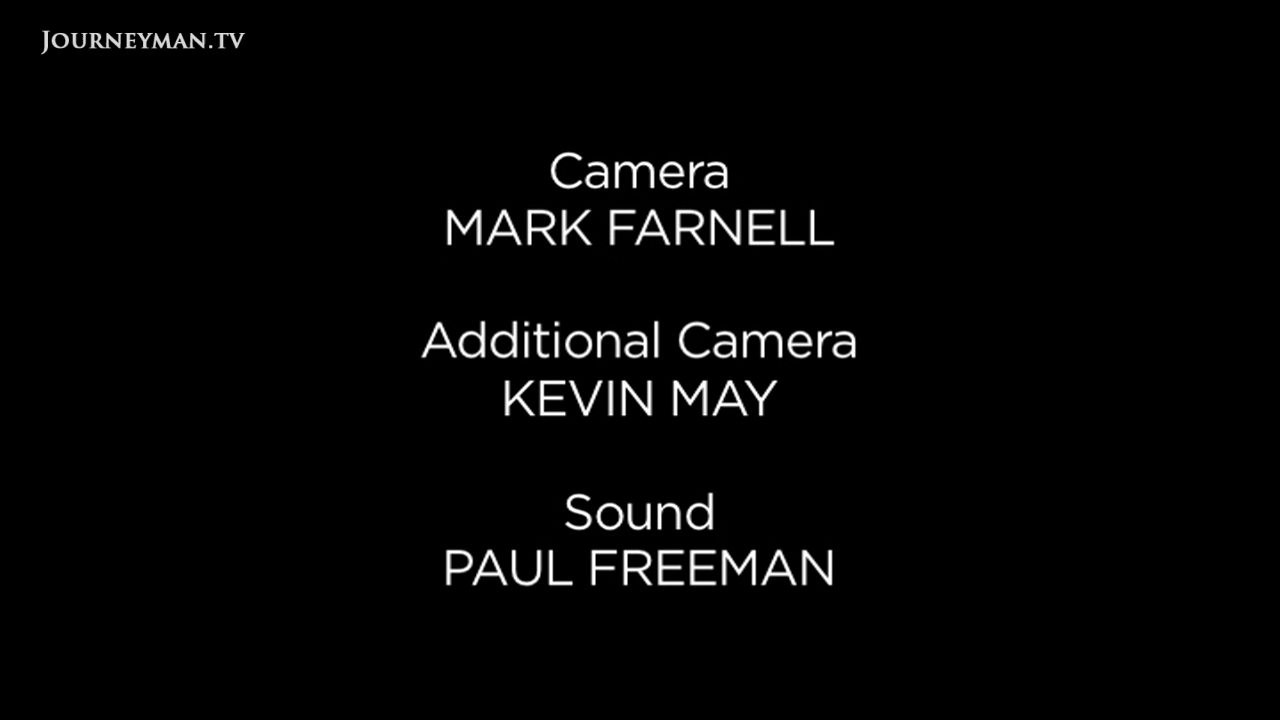 JOURNEYMAN.TV
Camera
MARK FARNELL
Additional Camera
KEVIN MAY
Sound
PAUL FREEMAN